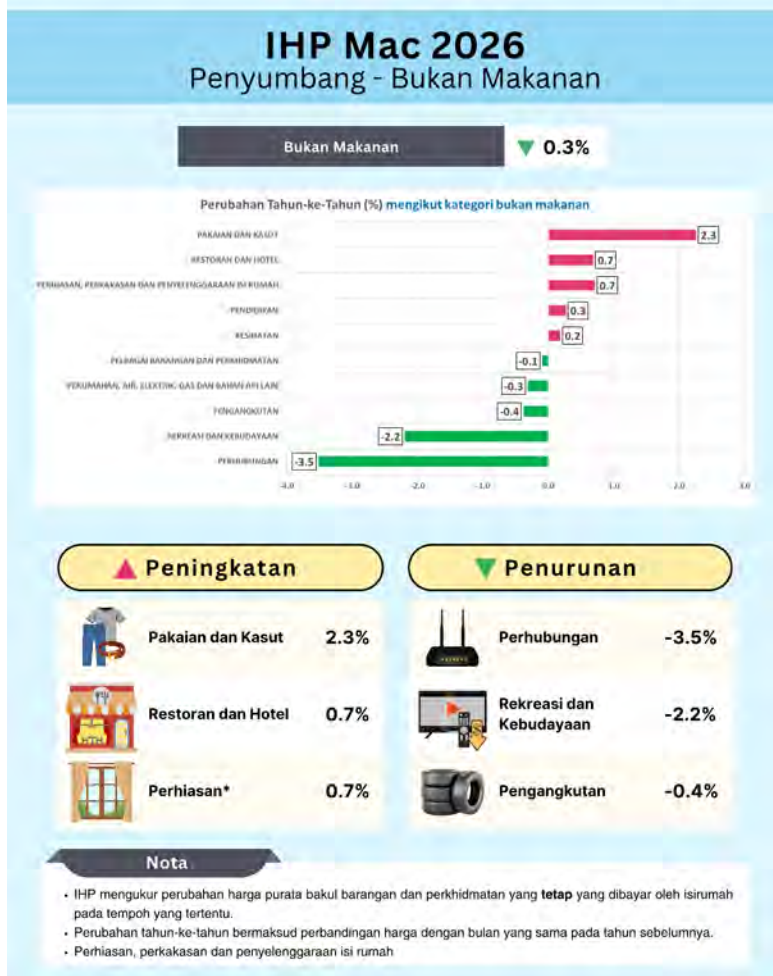 IHP Mac 2026
Penyumbang - Bukan Makanan
Bukan Makanan
0.3%
Perubahan Tahun-ke-Tahun (%) mengikut kategori bukan makanan
PAKAIAN DAN KASUT
2.3
RESTORAN DAN HOTEL
0.7
PERHIASAN, PERKAKASAN DAN PENYELENGGARAAN ISI RUMAH
0.7
PENDIDIKAN
0.3
KESIHATAN
0.2
PELBAGAI BARANGAN DAN PERKHIDMATAN
-0.1
PERUMAHAN, AIR, ELEKTRIK, GAS DAN BAHAN API LAIN
-0.3
PENGANGKUTAN
-0.4
REKREASI DAN KEBUDAYAAN
-2.2
PERHUBUNGAN
-3.5
-4.0 -3.0 -2.0 -1.0 0.0 1.0 2.0 3.0
Peningkatan
Pakaian dan Kasut 2.3%
Restoran dan Hotel 0.7%
Perhiasan* 0.7%
Penurunan
Perhubungan -3.5%
Rekreasi dan
Kebudayaan -2.2%
Pengangkutan -0.4%
Nota
• IHP mengukur perubahan harga purata bakul barangan dan perkhidmatan yang tetap yang dibayar oleh isirumah
pada tempoh yang tertentu.
• Perubahan tahun-ke-tahun bermaksud perbandingan harga dengan bulan yang sama pada tahun sebelumnya.
• Perhiasan, perkakasan dan penyelenggaraan isi rumah